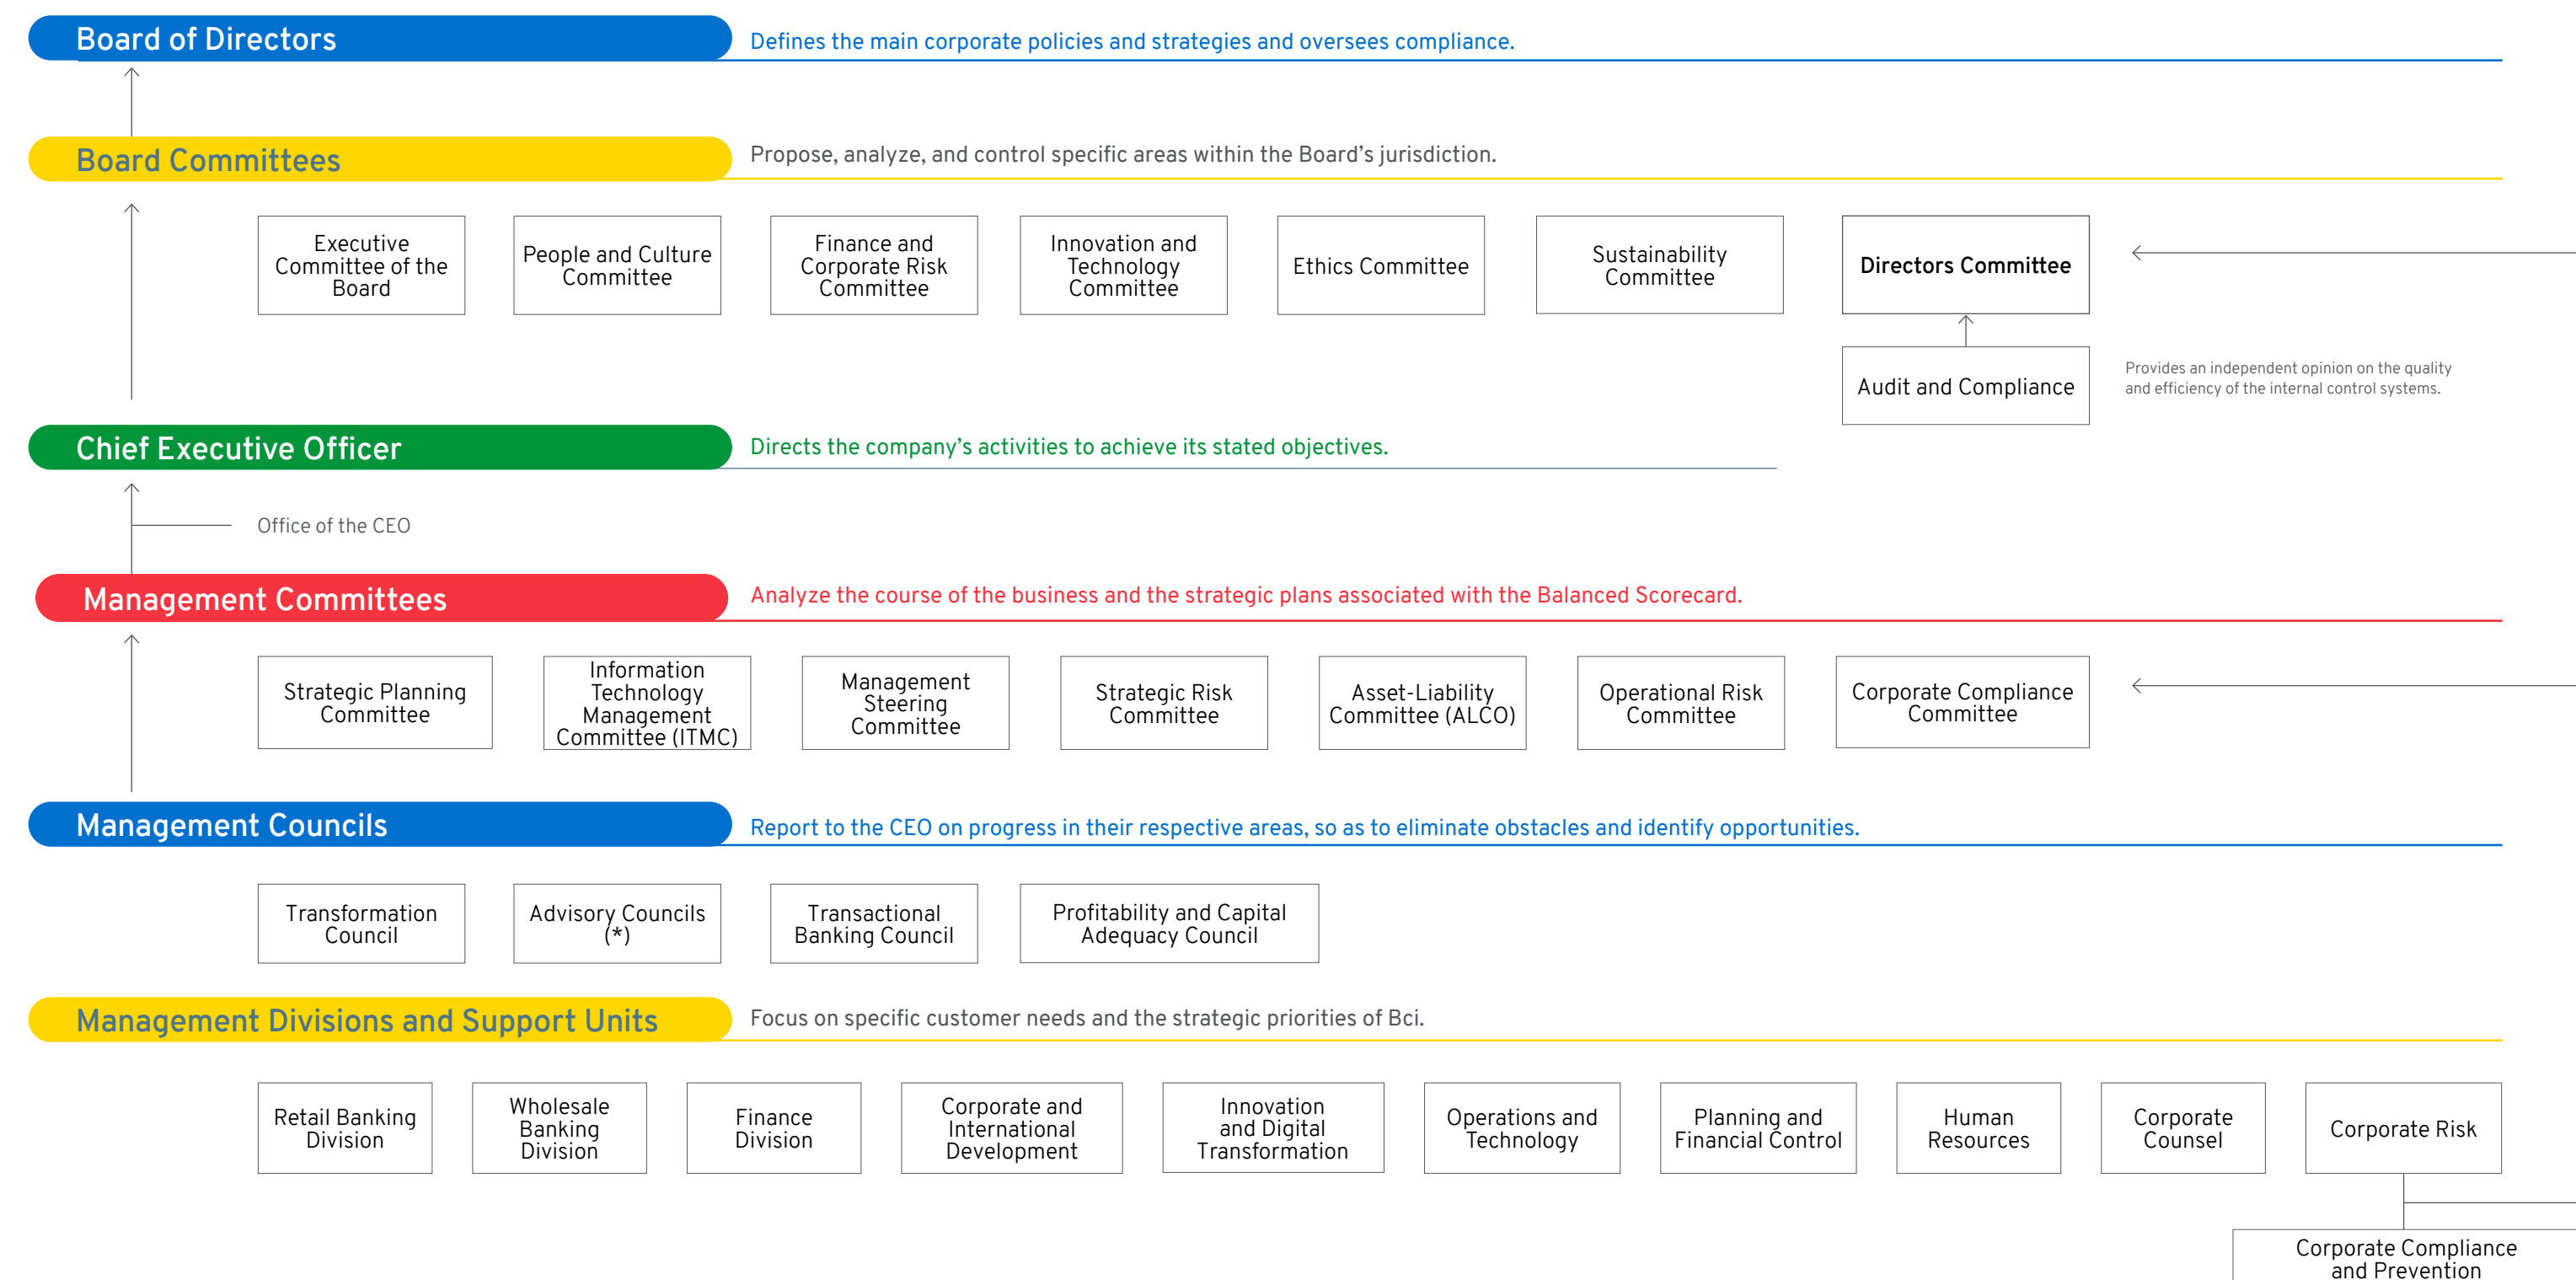 Board of Directors
Defines the main corporate policies and strategies and oversees compliance.
Board Committees
Propose, analyze, and control specific areas within the Board’s jurisdiction.
Executive
Committee of the
Board
People and Culture
Committee
Finance and
Corporate Risk
Committee
Innovation and
Technology
Committee
Ethics Committee
Sustainability
Committee
Directors Committee
Audit and Compliance
Provides an independent opinion on the quality
and efficiency of the internal control systems.
Chief Executive Officer
Directs the company’s activities to achieve its stated objectives.
Office of the CEO
Management Committees
Analyze the course of the business and the strategic plans associated with the Balanced Scorecard.
Strategic Planning
Committee
Information
Technology
Management
Committee (ITMC)
Management
Steering
Committee
Strategic Risk
Committee
Asset-Liability
Committee (ALCO)
Operational Risk
Committee
Corporate Compliance
Committee
Management Councils
Report to the CEO on progress in their respective areas, so as to eliminate obstacles and identify opportunities.
Transformation
Council
Advisory Councils
(*)
Transactional
Banking Council
Profitability and Capital
Adequacy Council
Management Divisions and Support Units
Focus on specific customer needs and the strategic priorities of Bci.
Retail Banking
Division
Wholesale
Banking
Division
Finance
Division
Corporate and
International
Development
Innovation
and Digital
Transformation
Operations and
Technology
Planning and
Financial Control
Human
Resources
Corporate
Counsel
Corporate Risk
Corporate Compliance
and Prevention